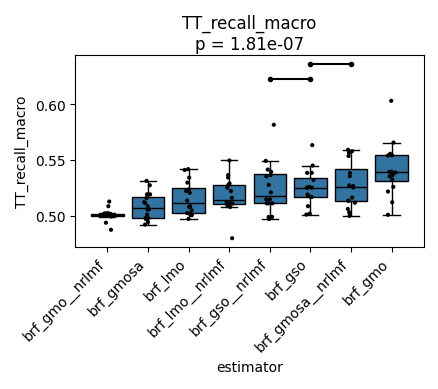 TT_recall_macro
p = 1.81e-07
TT_recall_macro
0.60
0.55
0.50
brf_gmo__nrlmf
brf_gmosa
brf_lmo
brf_lmo__nrlmf
brf_gso__nrlmf
brf_gso
brf_gmosa__nrlmf
brf_gmo
estimator